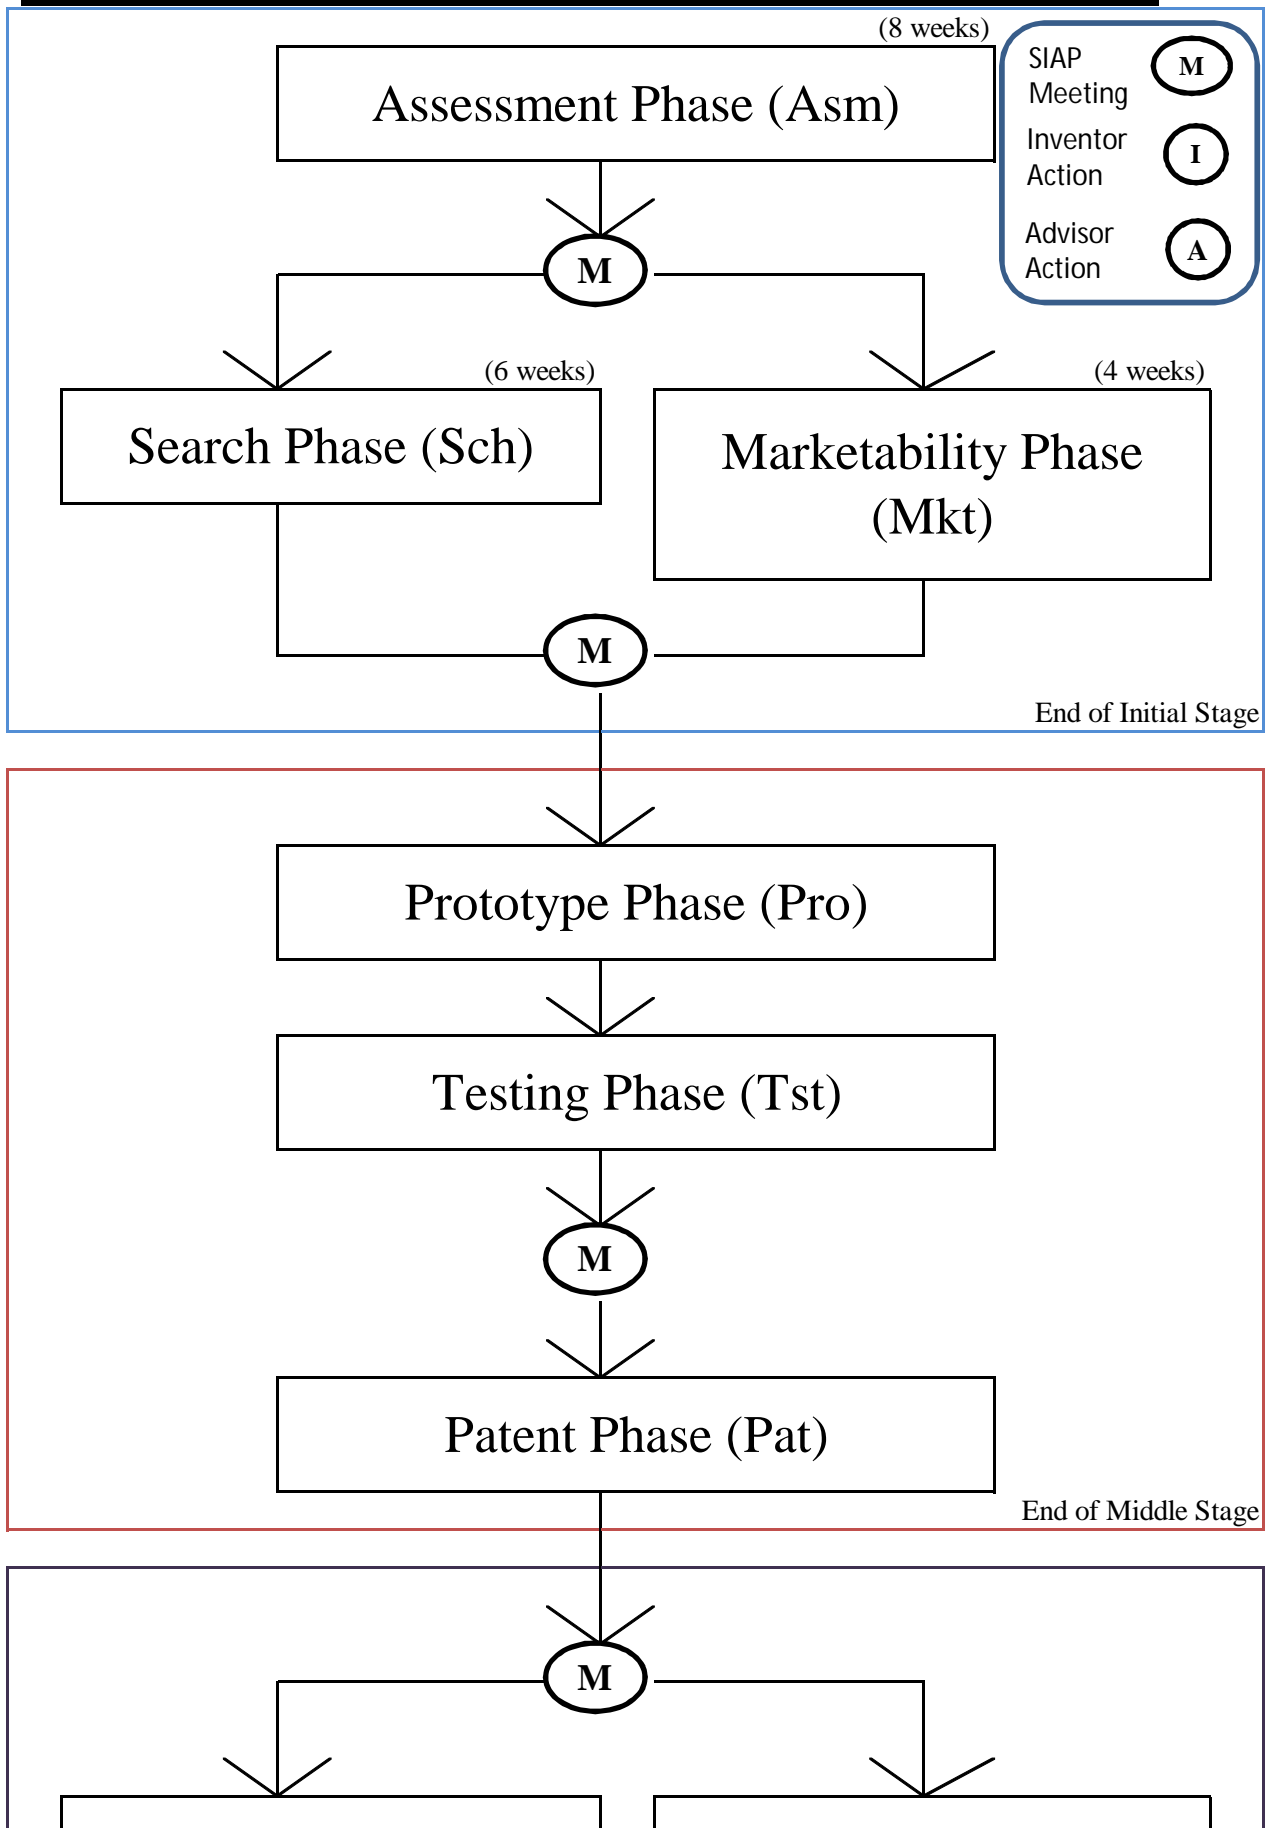 (8 weeks)
Assessment Phase (Asm)
SIAP
Meeting
M
Inventor
Action
I
Advisor
Action
A
M
(6 weeks)
Search Phase (Sch)
(4 weeks)
Marketability Phase
(Mkt)
M
End of Initial Stage
Prototype Phase (Pro)
Testing Phase (Tst)
M
Patent Phase (Pat)
End of Middle Stage
M